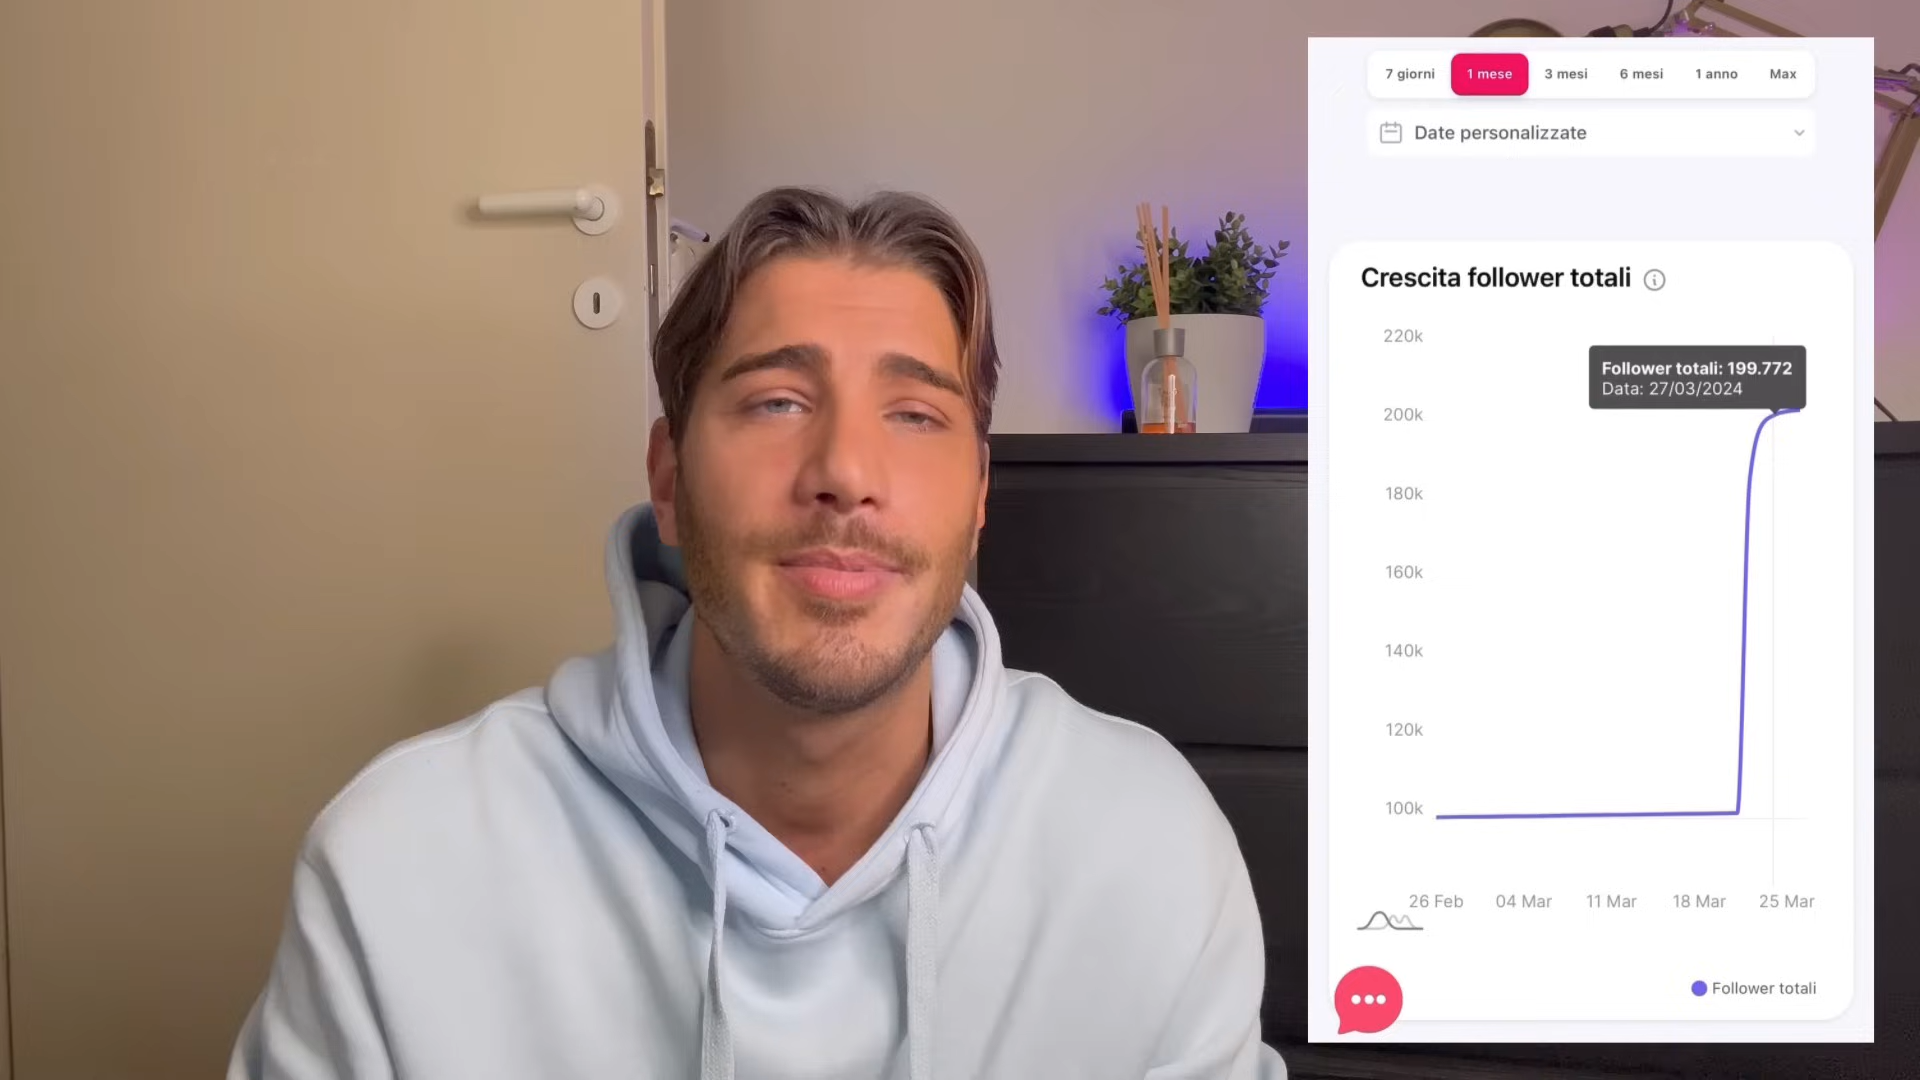 7 giorni 1 mese 3 mesi 6 mesi 1 anno Max
Date personalizzate
Crescita follower totali
220k
Follower totali: 199.772
Data: 27/03/2024
200k
180k
160k
140k
120k
100k
26 Feb 04 Mar 11 Mar 18 Mar 25 Mar
Follower totali